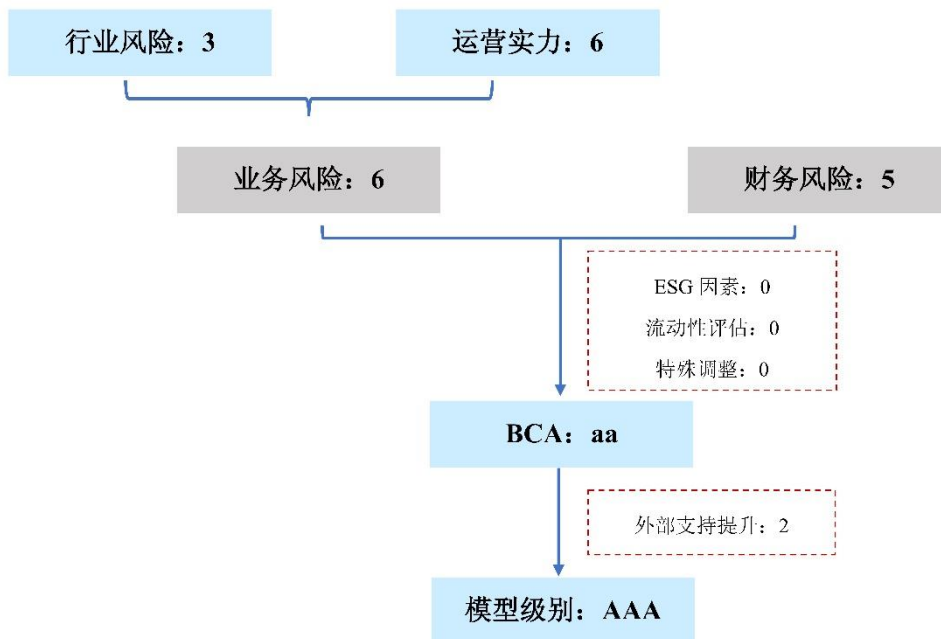 行业风险：3
运营实力：6
业务风险：6
财务风险：5
ESG 因素：0
流动性评估：0
特殊调整：0
BCA：aa
外部支持提升：2
模型级别：AAA